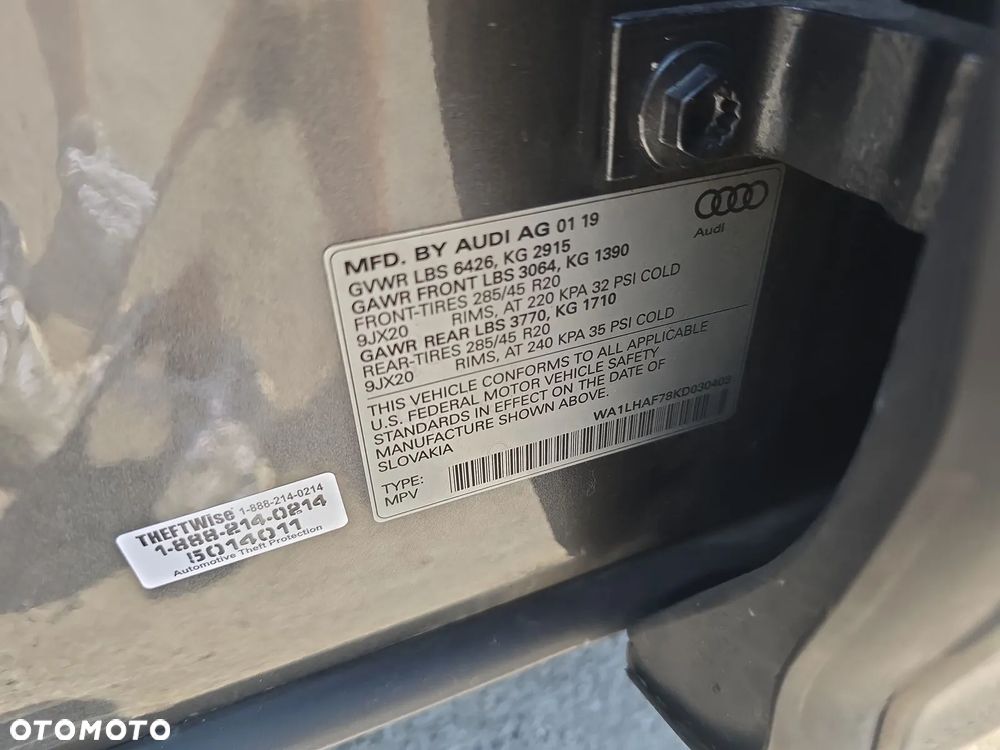 Audi
MFD. BY AUDI AG 01 19
GVWR LBS 6426, KG 2915
GAWR FRONT LBS 3064, KG 1390
FRONT-TIRES 285/45 R20
9JX20 RIMS, AT 220 KPA 32 PSI COLD
GAWR REAR LBS 3770, KG 1710
REAR-TIRES 285/45 R20
9JX20 RIMS, AT 240 KPA 35 PSI COLD
THIS VEHICLE CONFORMS TO ALL APPLICABLE
U.S. FEDERAL MOTOR VEHICLE SAFETY
STANDARDS IN EFFECT ON THE DATE OF
MANUFACTURE SHOWN ABOVE.
SLOVAKIA
WA1LHAF78KD030403
TYPE:
MPV
THEFTWISE 1-888-214-0214
1-888-214-0214
I5014011
Automotive Theft Protection
OTOMOTO